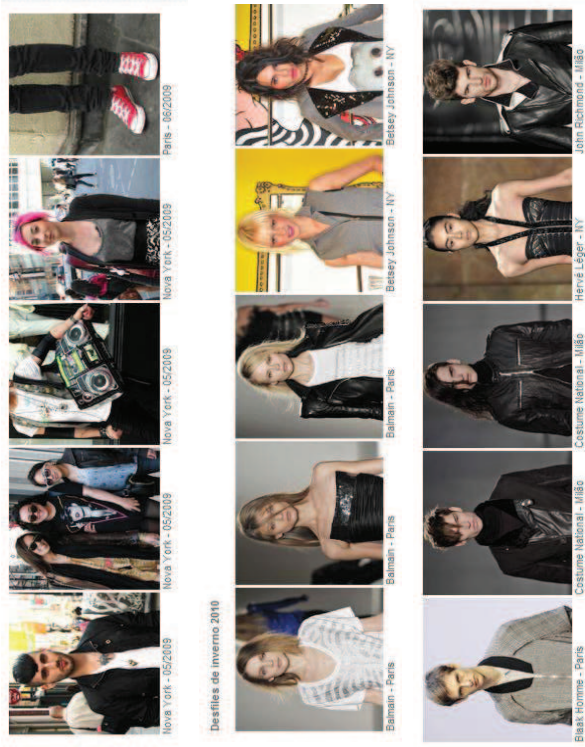 Nova York - 05/2009
Nova York - 05/2009
Nova York - 05/2009
Nova York - 05/2009
Paris - 06/2009
Desfiles de inverno 2010
Balmain - Paris
Balmain - Paris
Balmain - Paris
Betsey Johnson - NY
Betsey Johnson - NY
Blaak Homme - Paris
Costume National - Milão
Costume National - Milão
Hervé Léger - NY
John Richmond - Milão